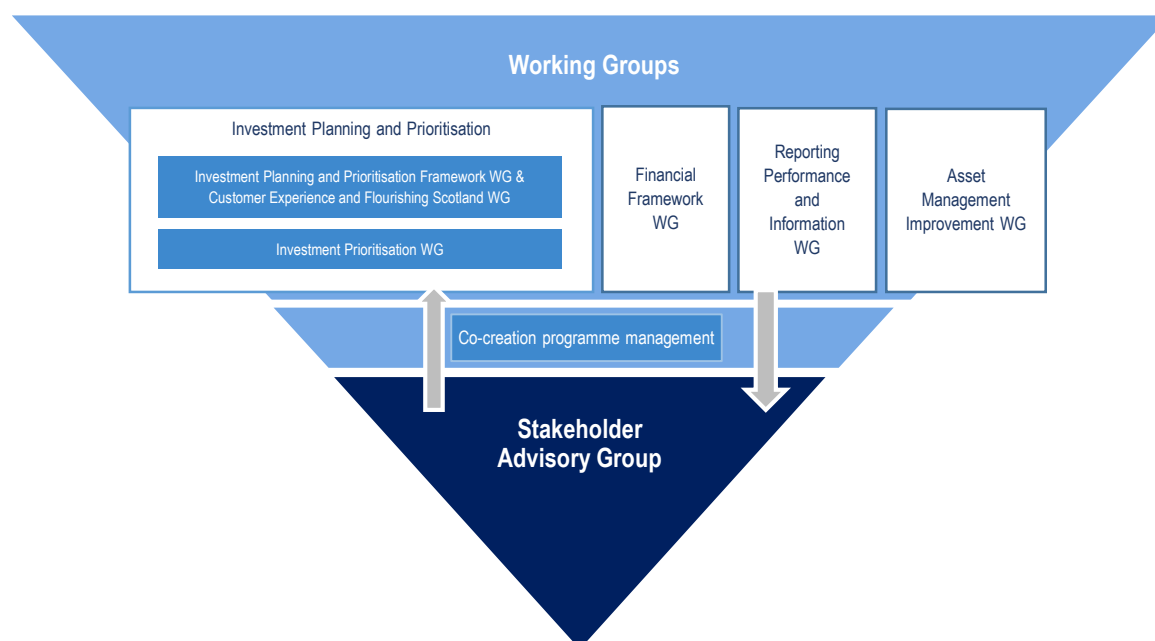 Working Groups
Investment Planning and Prioritisation
Investment Planning and Prioritisation Framework WG &
Customer Experience and Flourishing Scotland WG
Investment Prioritisation WG
Financial
Framework
WG
Reporting
Performance
and
Information
WG
Asset
Management
Improvement WG
Co-creation programme management
Stakeholder
Advisory Group